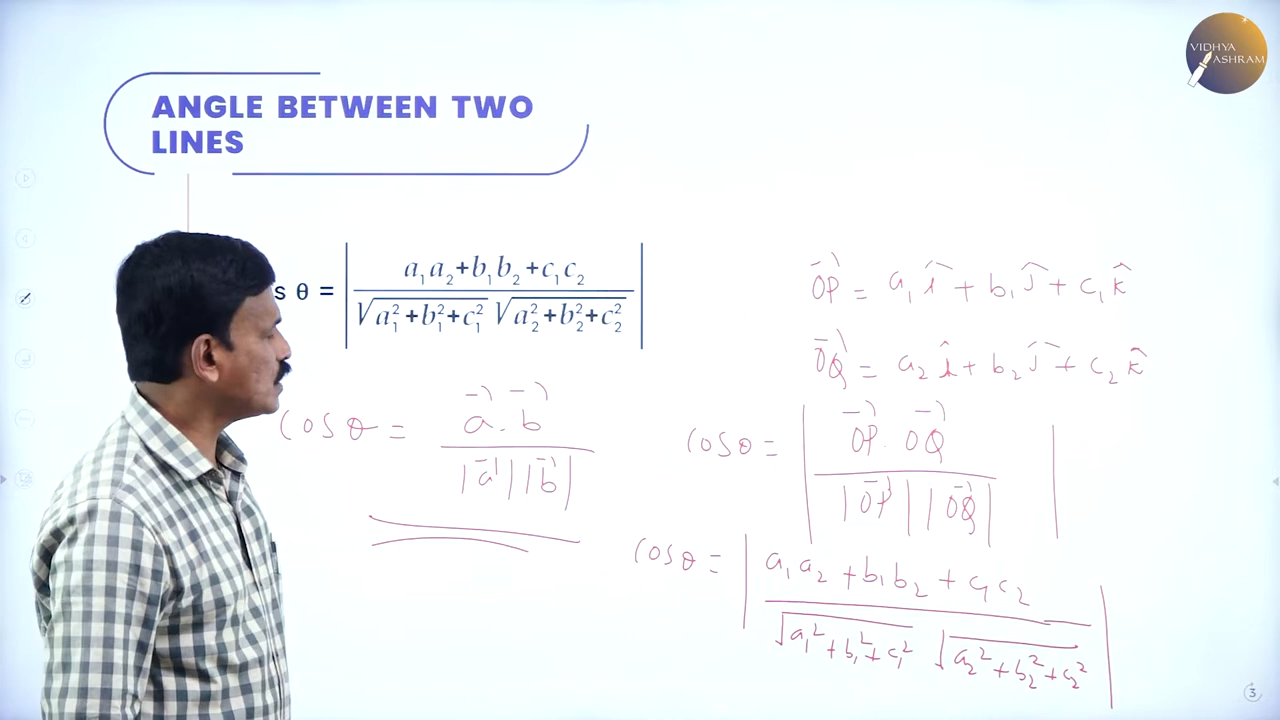 VIDHYA
ASHRAM
ANGLE BETWEEN TWO
LINES
s θ = | (a₁a₂+b₁b₂+c₁c₂) / (√(a₁²+b₁²+c₁²) √(a₂²+b₂²+c₂²)) |
cos θ = (a⃗ . b⃗) / (|a⃗| |b⃗|)
OP⃗ = a₁î + b₁ĵ + c₁k̂
OQ⃗ = a₂î + b₂ĵ + c₂k̂
cos θ = | (OP⃗ . OQ⃗) / (|OP⃗| |OQ⃗|) |
cos θ = | (a₁a₂ + b₁b₂ + c₁c₂) / (√(a₁²+b₁²+c₁²) √(a₂²+b₂²+c₂²)) |
3